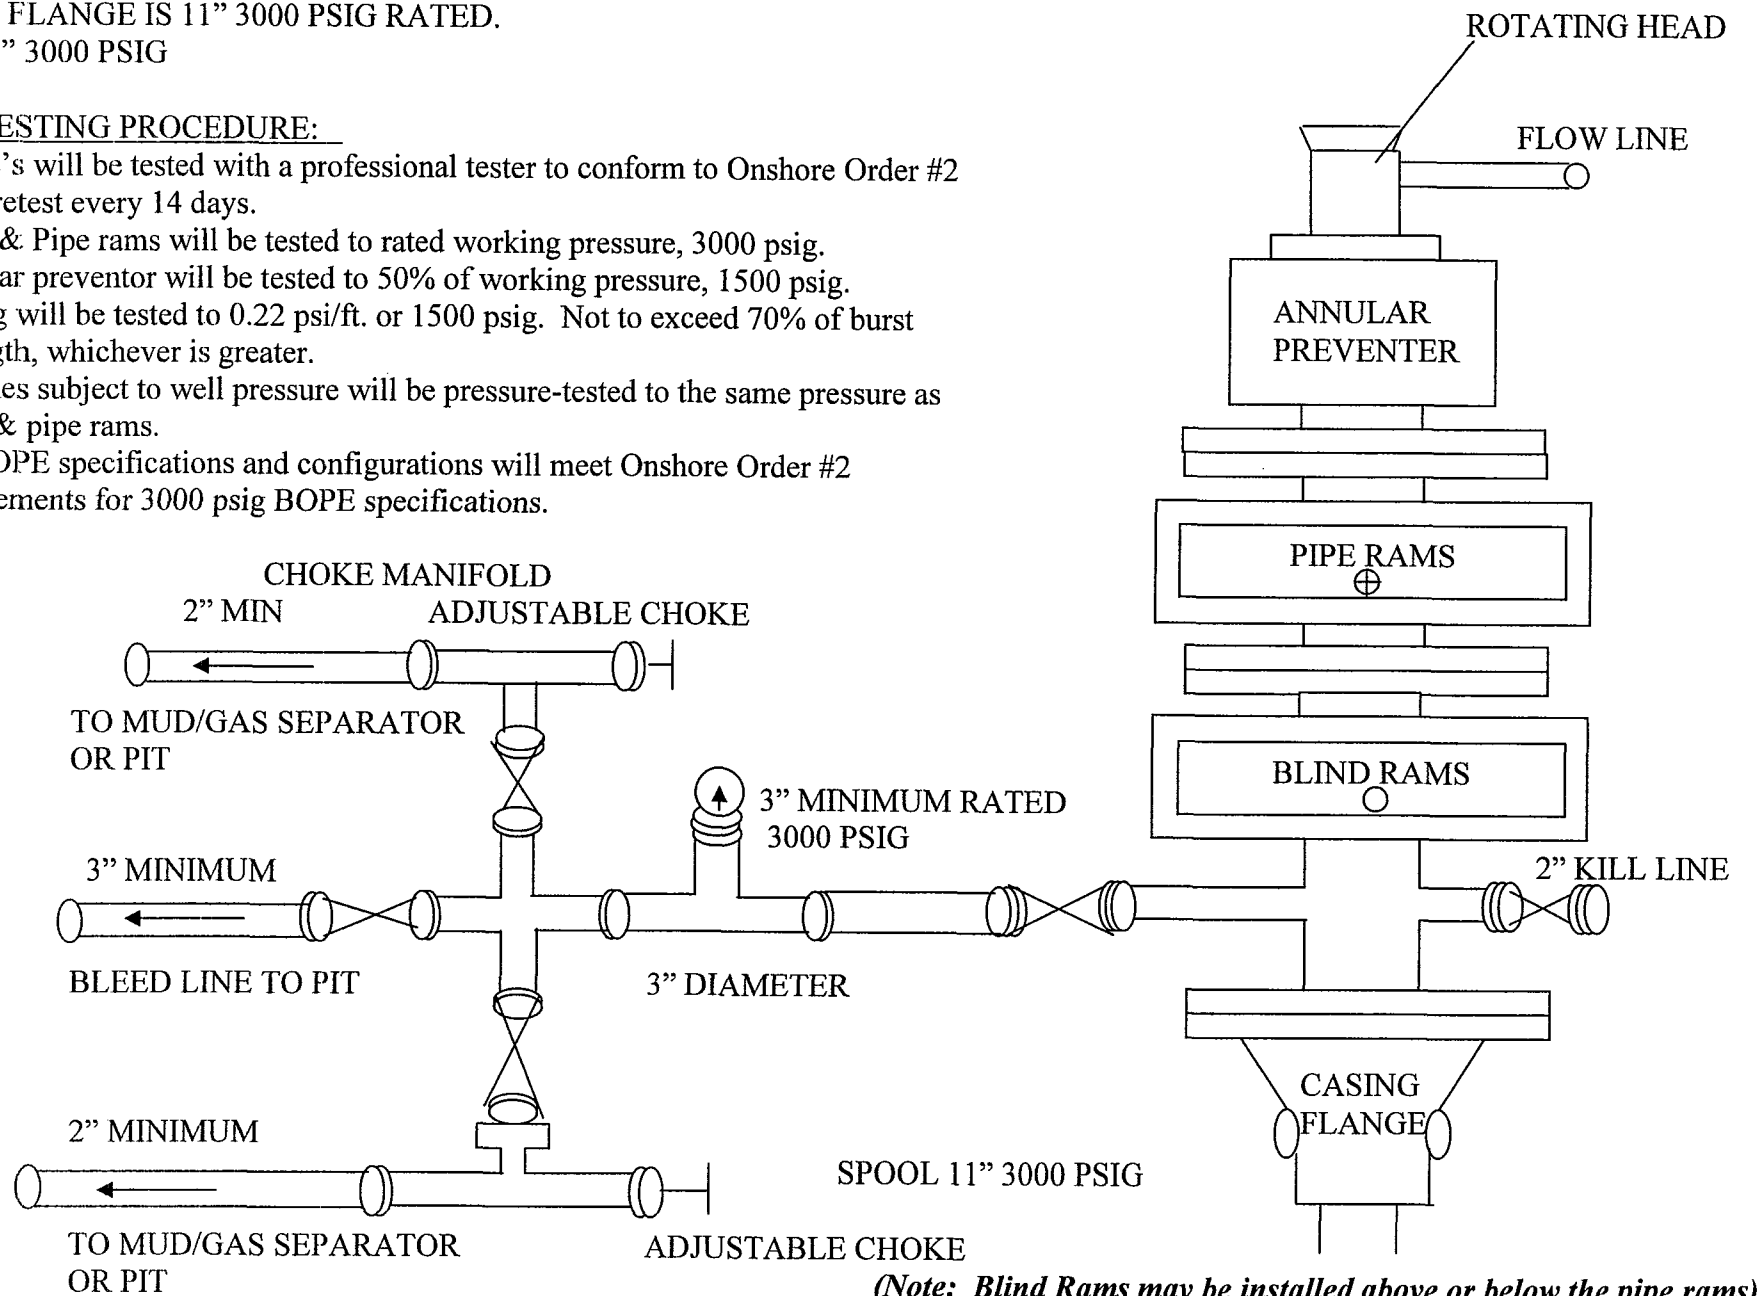 FLANGE IS 11” 3000 PSIG RATED.
” 3000 PSIG
ESTING PROCEDURE:
’s will be tested with a professional tester to conform to Onshore Order #2
retest every 14 days.
& Pipe rams will be tested to rated working pressure, 3000 psig.
ar preventor will be tested to 50% of working pressure, 1500 psig.
g will be tested to 0.22 psi/ft. or 1500 psig. Not to exceed 70% of burst
gth, whichever is greater.
es subject to well pressure will be pressure-tested to the same pressure as
& pipe rams.
OPE specifications and configurations will meet Onshore Order #2
ements for 3000 psig BOPE specifications.
ROTATING HEAD
FLOW LINE
ANNULAR
PREVENTER
PIPE RAMS
BLIND RAMS
2” KILL LINE
CASING
FLANGE
CHOKE MANIFOLD
2” MIN
ADJUSTABLE CHOKE
TO MUD/GAS SEPARATOR
OR PIT
3” MINIMUM RATED
3000 PSIG
3” MINIMUM
BLEED LINE TO PIT
3” DIAMETER
2” MINIMUM
SPOOL 11” 3000 PSIG
TO MUD/GAS SEPARATOR
OR PIT
ADJUSTABLE CHOKE
(Note: Blind Rams may be installed above or below the pipe rams)